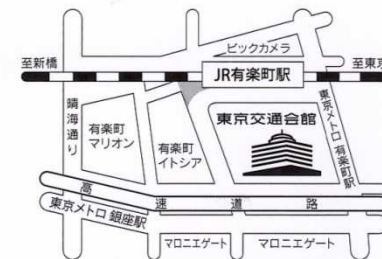 ビックカメラ
至新橋
JR有楽町駅
至東京
晴海通り
有楽町
マリオン
有楽町
イトシア
東京交通会館
東京メトロ 有楽町駅
高速道路
東京メトロ 銀座駅
マロニエゲート
マロニエゲート